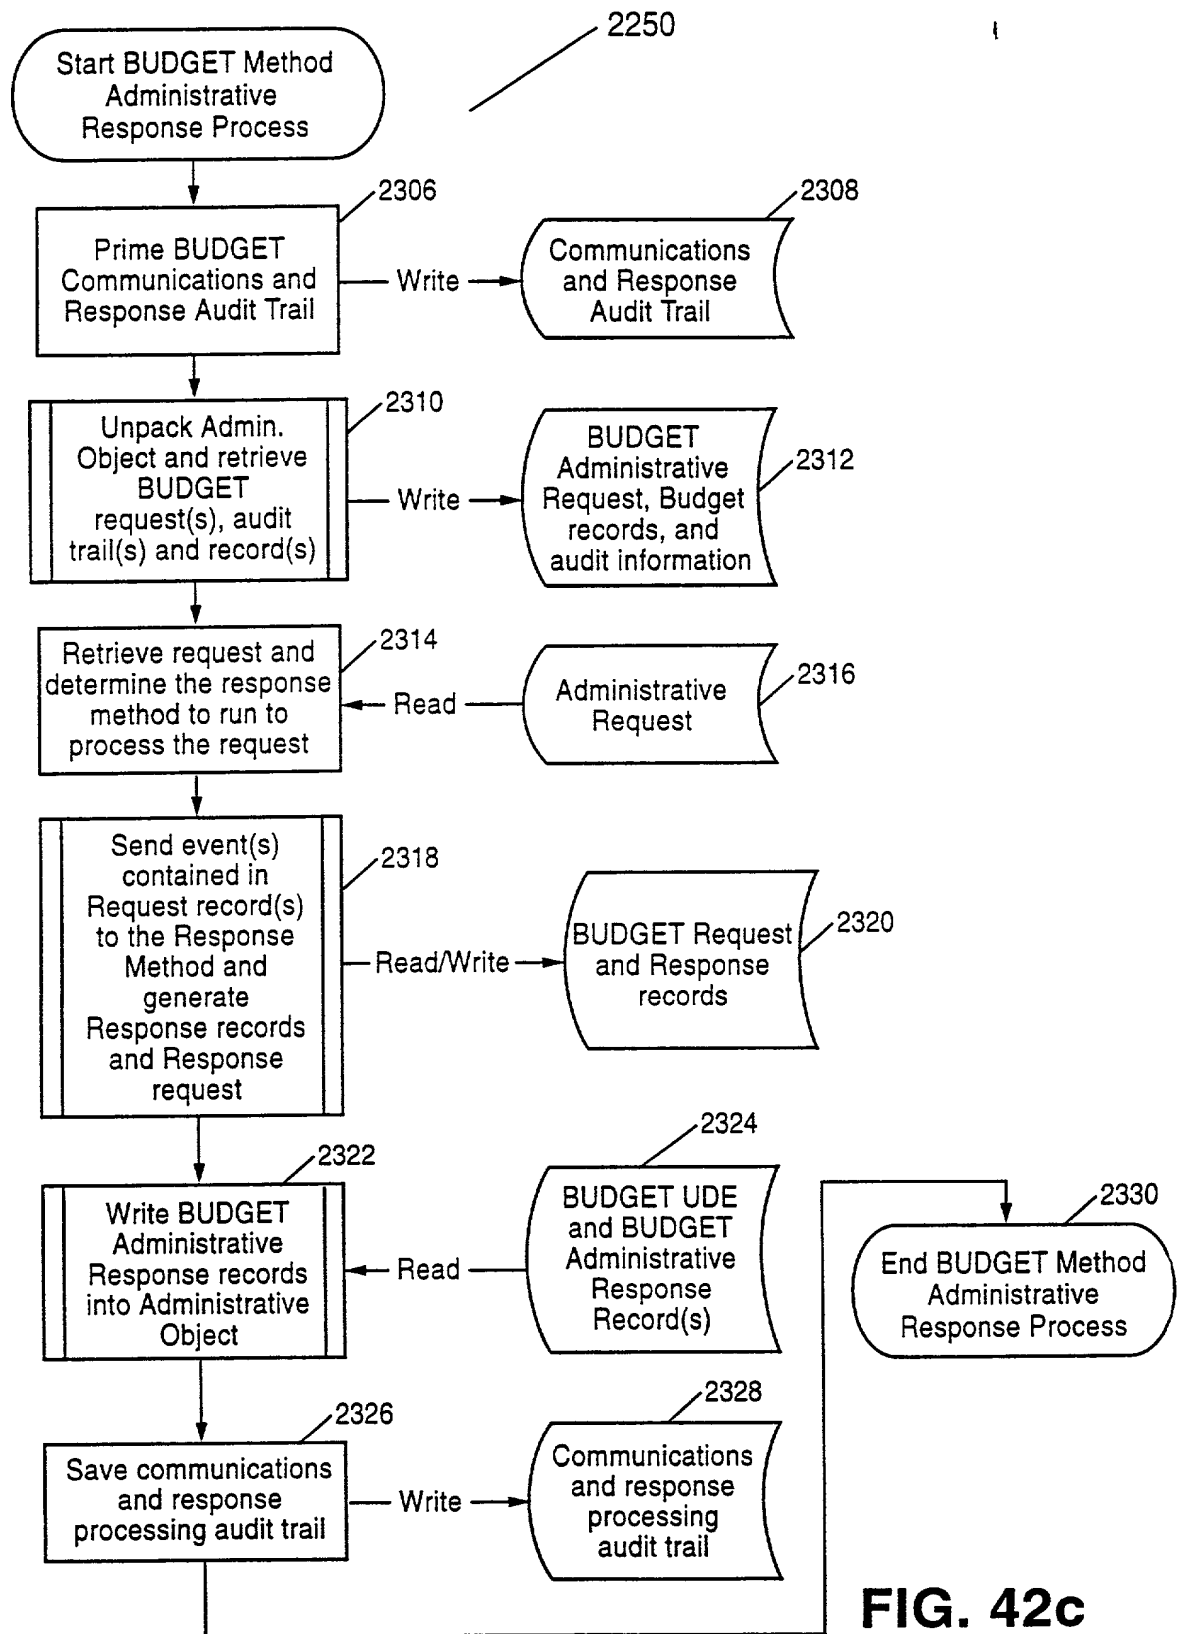 2250
Start BUDGET Method
Administrative
Response Process
2306
Prime BUDGET
Communications and
Response Audit Trail
Write
2308
Communications
and Response
Audit Trail
2310
Unpack Admin.
Object and retrieve
BUDGET
request(s), audit
trail(s) and record(s)
Write
BUDGET
Administrative
Request, Budget
records, and
audit information
2312
2314
Retrieve request and
determine the response
method to run to
process the request
Read
Administrative
Request
2316
2318
Send event(s)
contained in
Request record(s)
to the Response
Method and
generate
Response records
and Response
request
Read/Write
BUDGET Request
and Response
records
2320
2322
Write BUDGET
Administrative
Response records
into Administrative
Object
Read
2324
BUDGET UDE
and BUDGET
Administrative
Response
Record(s)
2326
Save communications
and response
processing audit trail
Write
2328
Communications
and response
processing
audit trail
2330
End BUDGET Method
Administrative
Response Process
FIG. 42c